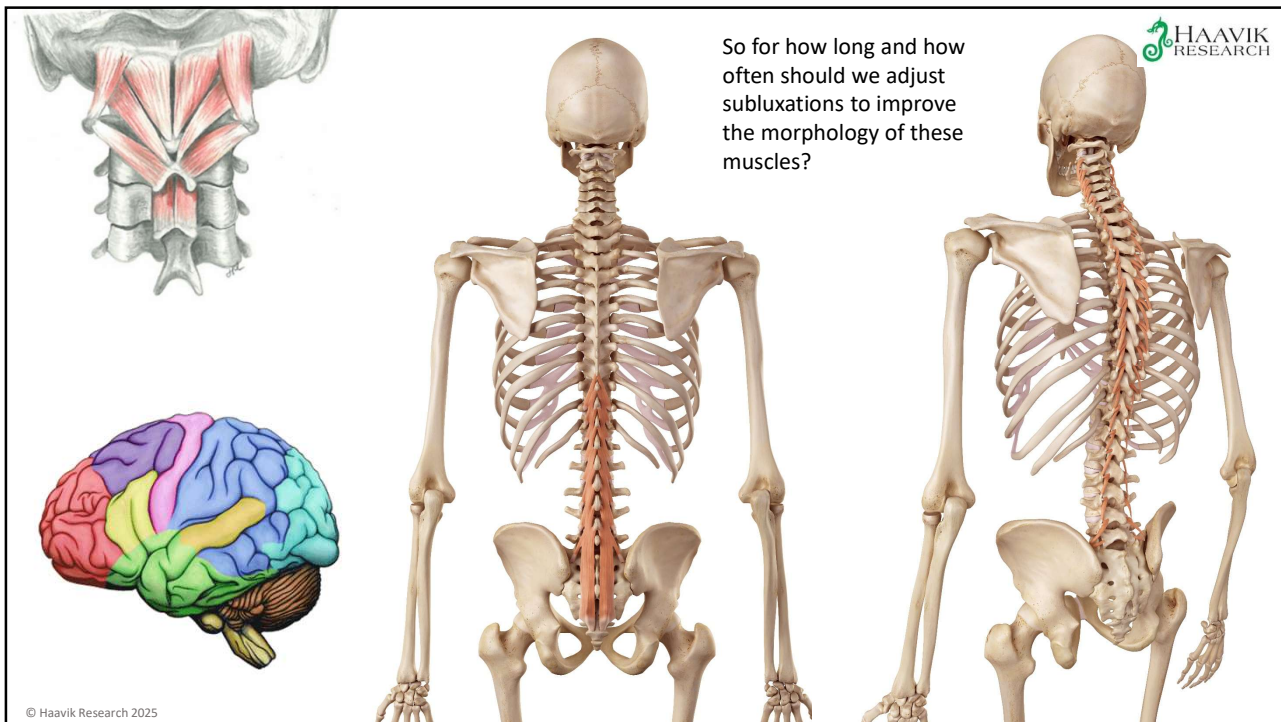 So for how long and how
often should we adjust
subluxations to improve
the morphology of these
muscles?
HAAVIK
RESEARCH
© Haavik Research 2025